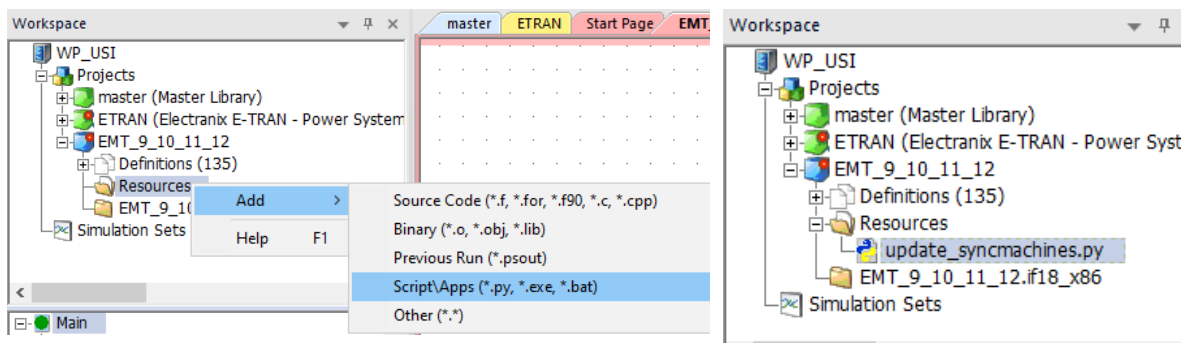 Workspace
WP_USI
Projects
master (Master Library)
ETRAN (Electranix E-TRAN - Power System
EMT_9_10_11_12
Definitions (135)
Resources
EMT_9_10
Simulation Sets
Main
master ETRAN Start Page EMT_
Add
Help F1
Source Code (*.f, *.for, *.f90, *.c, *.cpp)
Binary (*.o, *.obj, *.lib)
Previous Run (*.psout)
Script\Apps (*.py, *.exe, *.bat)
Other (*.*)
Workspace
WP_USI
Projects
master (Master Library)
ETRAN (Electranix E-TRAN - Power Syst
EMT_9_10_11_12
Definitions (135)
Resources
update_syncmachines.py
EMT_9_10_11_12.if18_x86
Simulation Sets